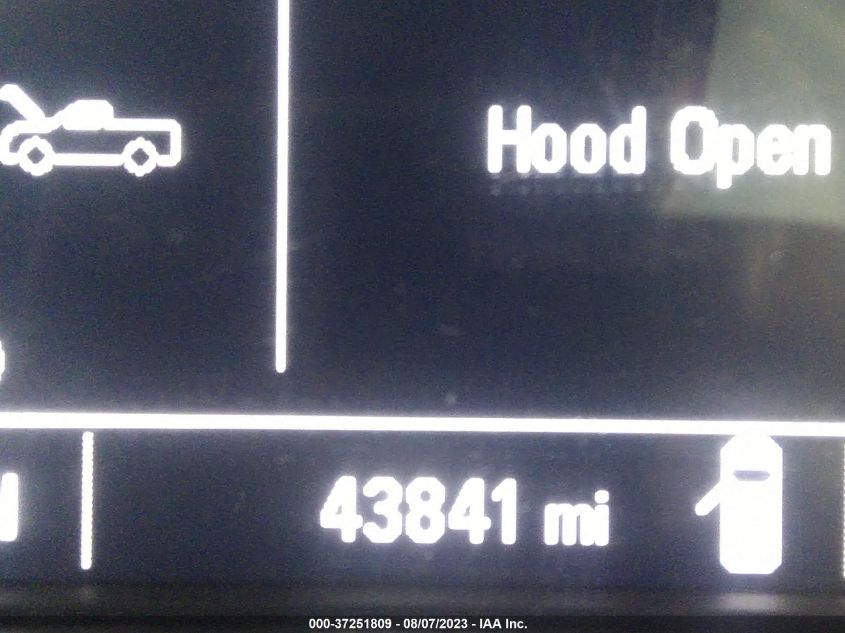 Hood Open
43841 mi
000-37251809 - 08/07/2023 - IAA Inc.